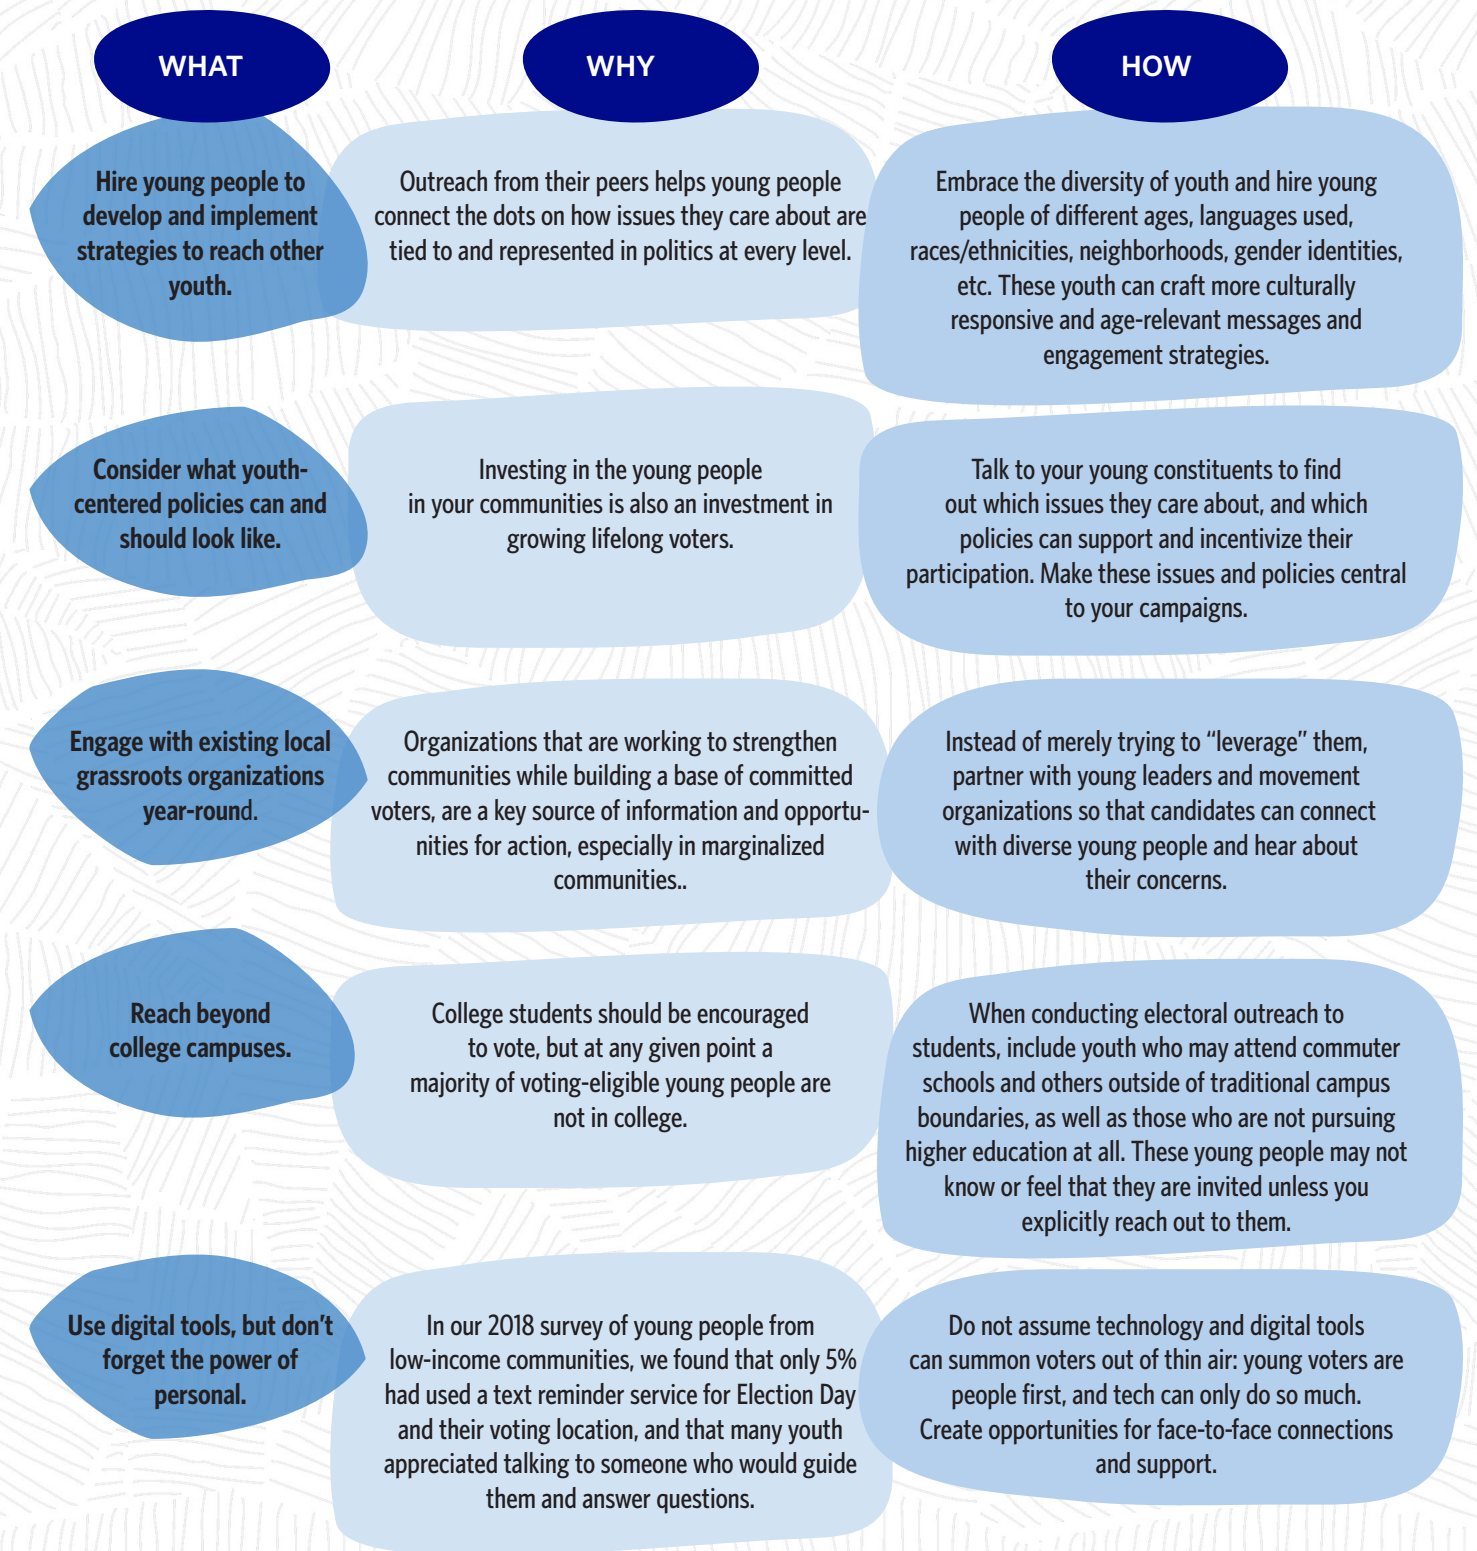 WHAT
WHY
HOW
Hire young people to
develop and implement
strategies to reach other
youth.
Outreach from their peers helps young people
connect the dots on how issues they care about are
tied to and represented in politics at every level.
Embrace the diversity of youth and hire young
people of different ages, languages used,
races/ethnicities, neighborhoods, gender identities,
etc. These youth can craft more culturally
responsive and age-relevant messages and
engagement strategies.
Consider what youth-
centered policies can and
should look like.
Investing in the young people
in your communities is also an investment in
growing lifelong voters.
Talk to your young constituents to find
out which issues they care about, and which
policies can support and incentivize their
participation. Make these issues and policies central
to your campaigns.
Engage with existing local
grassroots organizations
year-round.
Organizations that are working to strengthen
communities while building a base of committed
voters, are a key source of information and opportu-
nities for action, especially in marginalized
communities..
Instead of merely trying to “leverage” them,
partner with young leaders and movement
organizations so that candidates can connect
with diverse young people and hear about
their concerns.
Reach beyond
college campuses.
College students should be encouraged
to vote, but at any given point a
majority of voting-eligible young people are
not in college.
When conducting electoral outreach to
students, include youth who may attend commuter
schools and others outside of traditional campus
boundaries, as well as those who are not pursuing
higher education at all. These young people may not
know or feel that they are invited unless you
explicitly reach out to them.
Use digital tools, but don’t
forget the power of
personal.
In our 2018 survey of young people from
low-income communities, we found that only 5%
had used a text reminder service for Election Day
and their voting location, and that many youth
appreciated talking to someone who would guide
them and answer questions.
Do not assume technology and digital tools
can summon voters out of thin air: young voters are
people first, and tech can only do so much.
Create opportunities for face-to-face connections
and support.